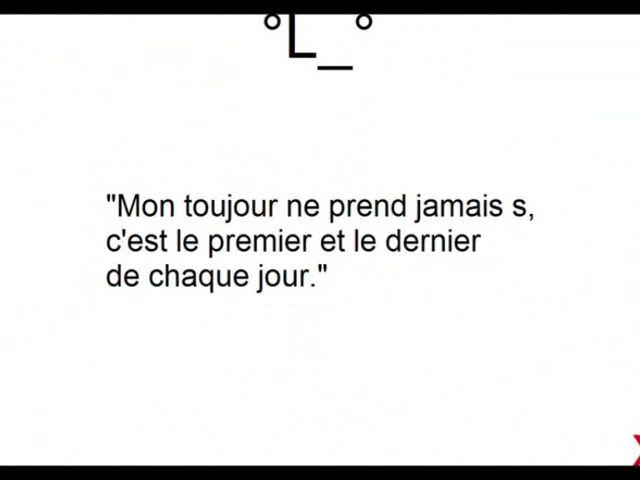 °L_°
"Mon toujour ne prend jamais s,
c'est le premier et le dernier
de chaque jour."